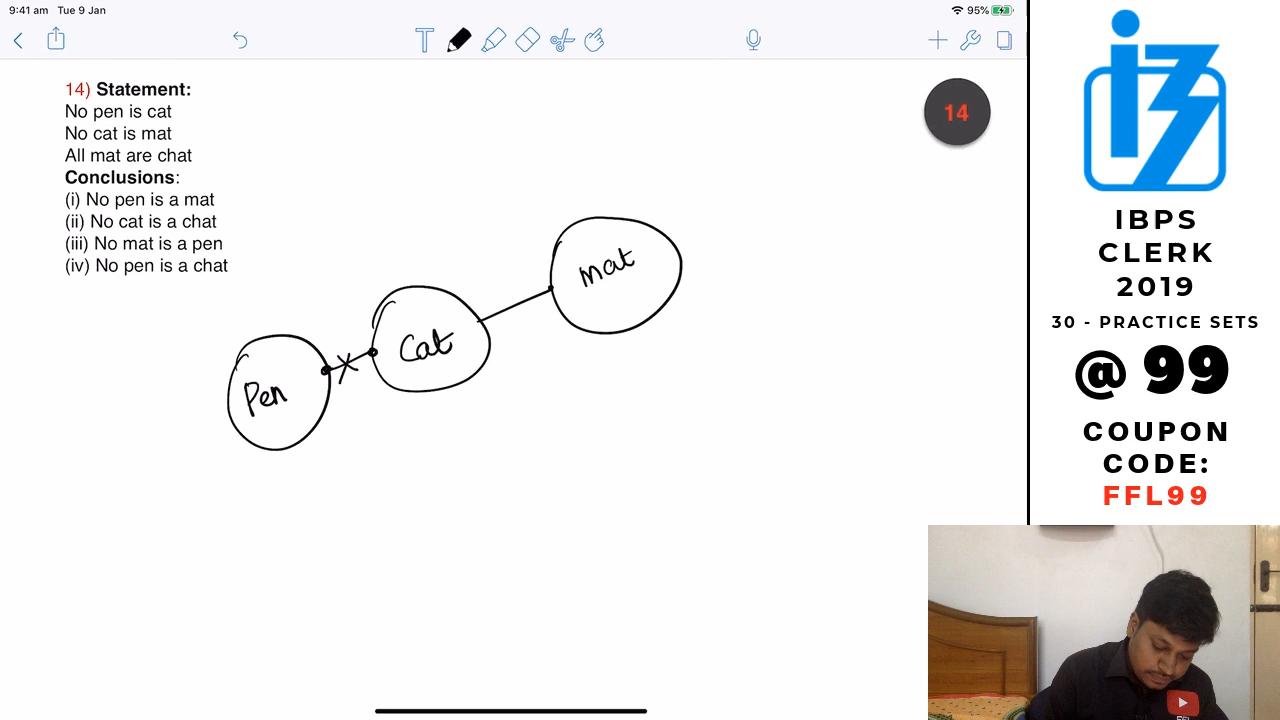 9:41 am Tue 9 Jan
95%
14) Statement:
No pen is cat
No cat is mat
All mat are chat
Conclusions:
(i) No pen is a mat
(ii) No cat is a chat
(iii) No mat is a pen
(iv) No pen is a chat
14
mat
Cat
Pen
IBPS
CLERK
2019
30 - PRACTICE SETS
@ 99
COUPON
CODE:
FFL99